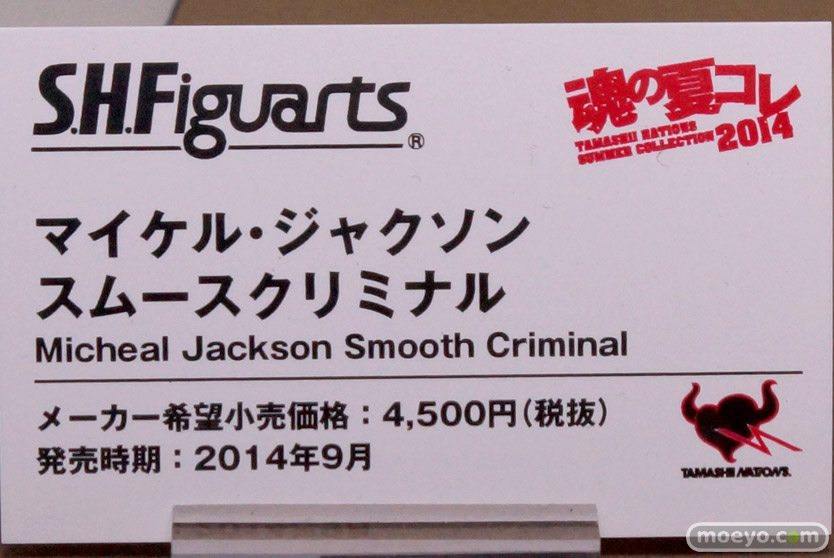 S.H.Figuarts®
魂の夏コレ
TAMASHII NATIONS
SUMMER COLLECTION 2014
マイケル・ジャクソン
スムースクリミナル
Micheal Jackson Smooth Criminal
メーカー希望小売価格：4,500円（税抜）
発売時期：2014年9月
TAMASHII NATIONS.
moeyo.com